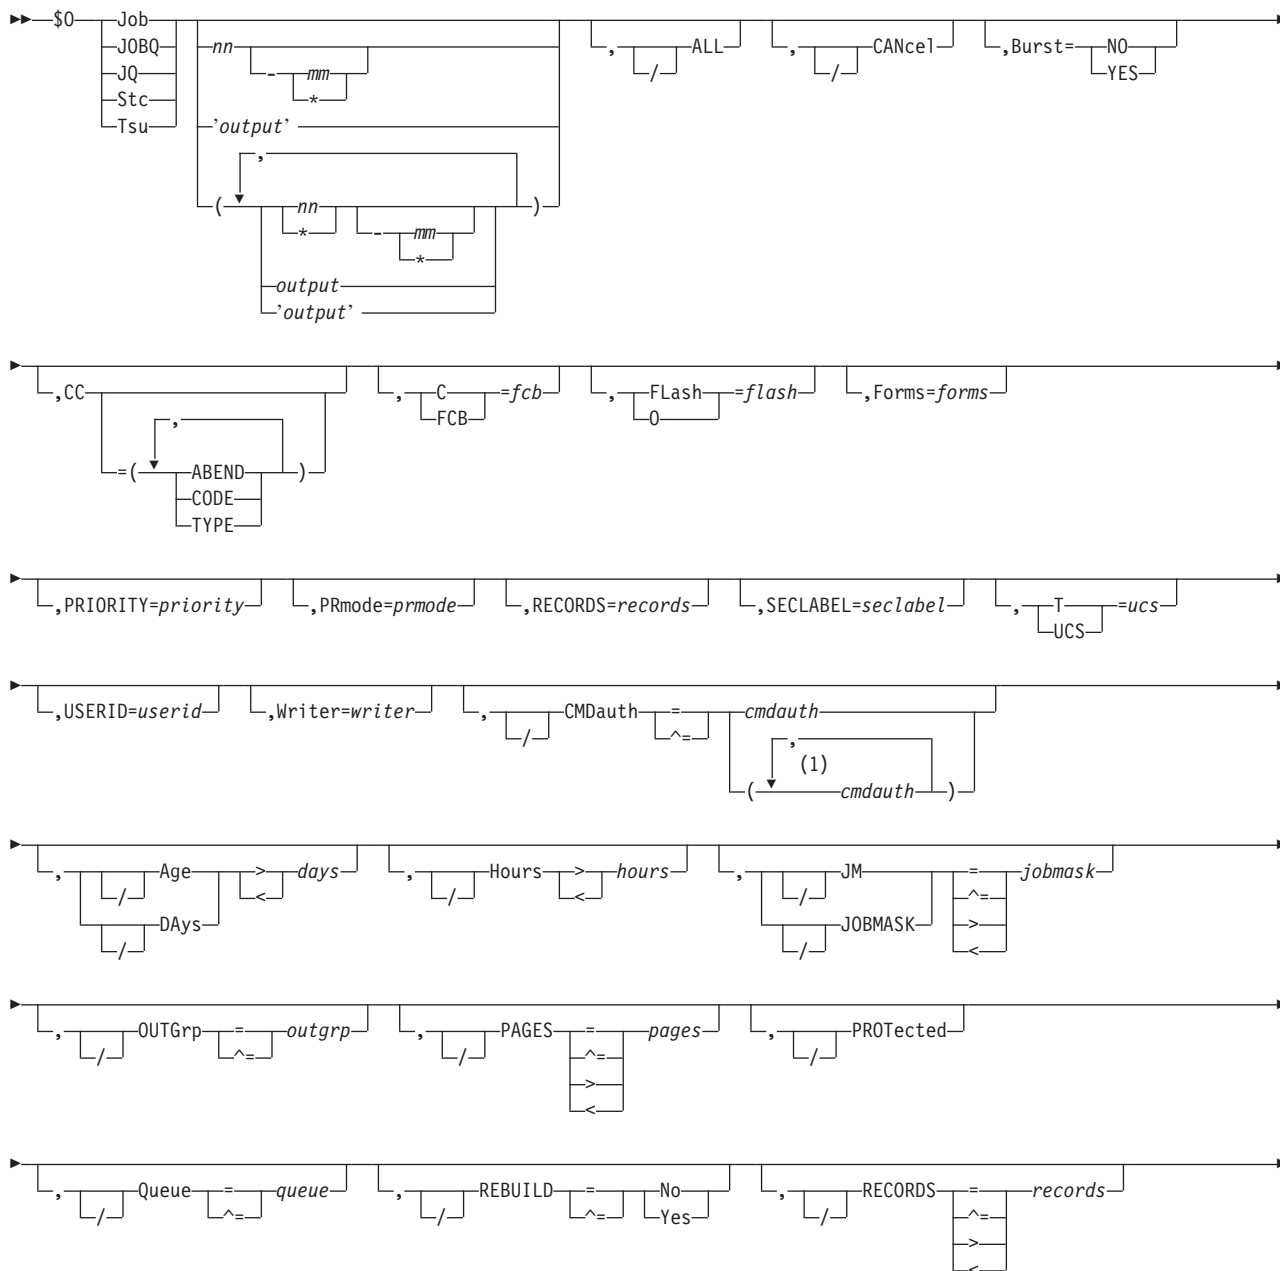 $O Job nn ,ALL ,CANcel ,Burst= NO
JOBQ - mm / / YES
JQ *
Stc
Tsu 'output'
,
( nn )
* - mm
*
output
'output'
,CC , C =fcb , FLash =flash ,Forms=forms
FCB O
,
=( ABEND )
CODE
TYPE
,PRIORITY=priority ,PRmode=prmode ,RECORDS=records ,SECLABEL=seclabel , T =ucs
UCS
,USERID=userid ,Writer=writer , CMDauth = cmdauth
/ ^= ,
(1)
( cmdauth )
, Age > days , Hours > hours , JM = jobmask
/ < / < / ^=
DAys JOBMASK >
/ / <
, OUTGrp = outgrp , PAGES = pages , PROTected
/ ^= / ^= /
>
<
, Queue = queue , REBUILD = No , RECORDS = records
/ ^= / ^= Yes / ^=
>
<